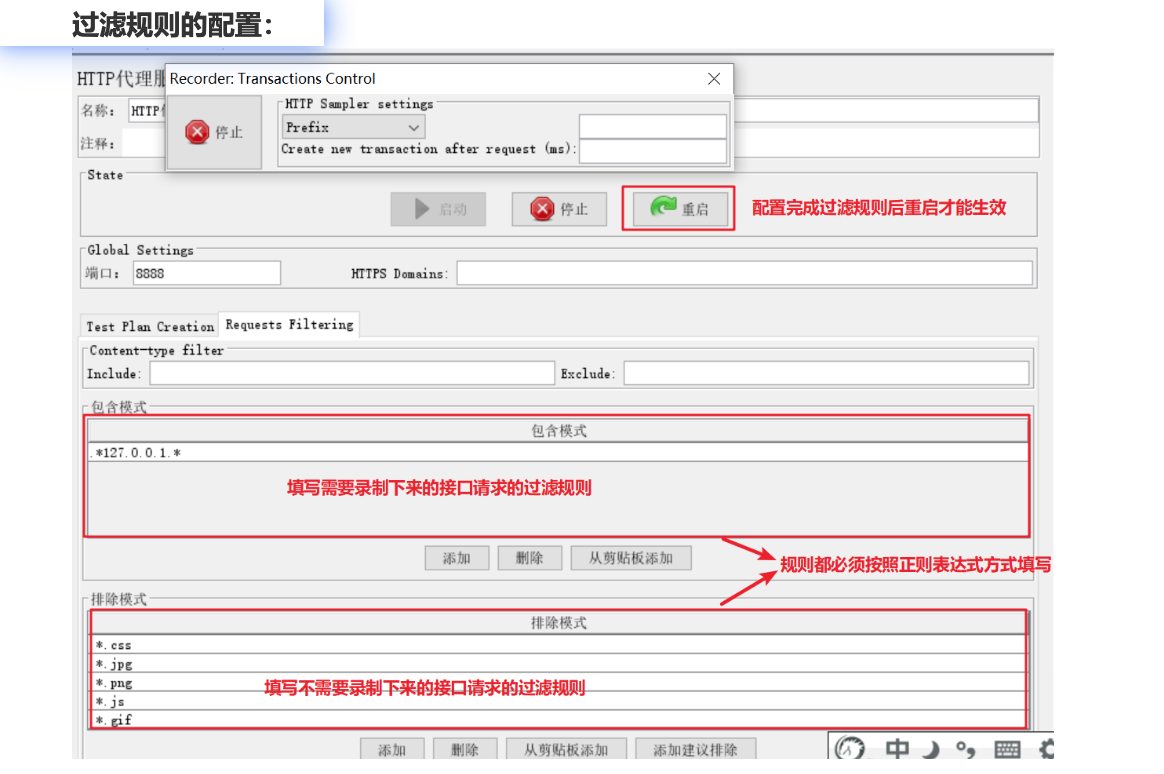 过滤规则的配置：
HTTP代理服
Recorder: Transactions Control
名称： HTTP
注释：
停止
HTTP Sampler settings
Prefix
Create new transaction after request (ms):
State
启动
停止
重启
配置完成过滤规则后重启才能生效
Global Settings
端口： 8888
HTTPS Domains:
Test Plan Creation
Requests Filtering
Content-type filter
Include:
Exclude:
包含模式
包含模式
.*127.0.0.1.*
填写需要录制下来的接口请求的过滤规则
添加
删除
从剪贴板添加
规则都必须按照正则表达式方式填写
排除模式
排除模式
*.css
*.jpg
*.png
填写不需要录制下来的接口请求的过滤规则
*.js
*.gif
添加
删除
从剪贴板添加
添加建议排除
中